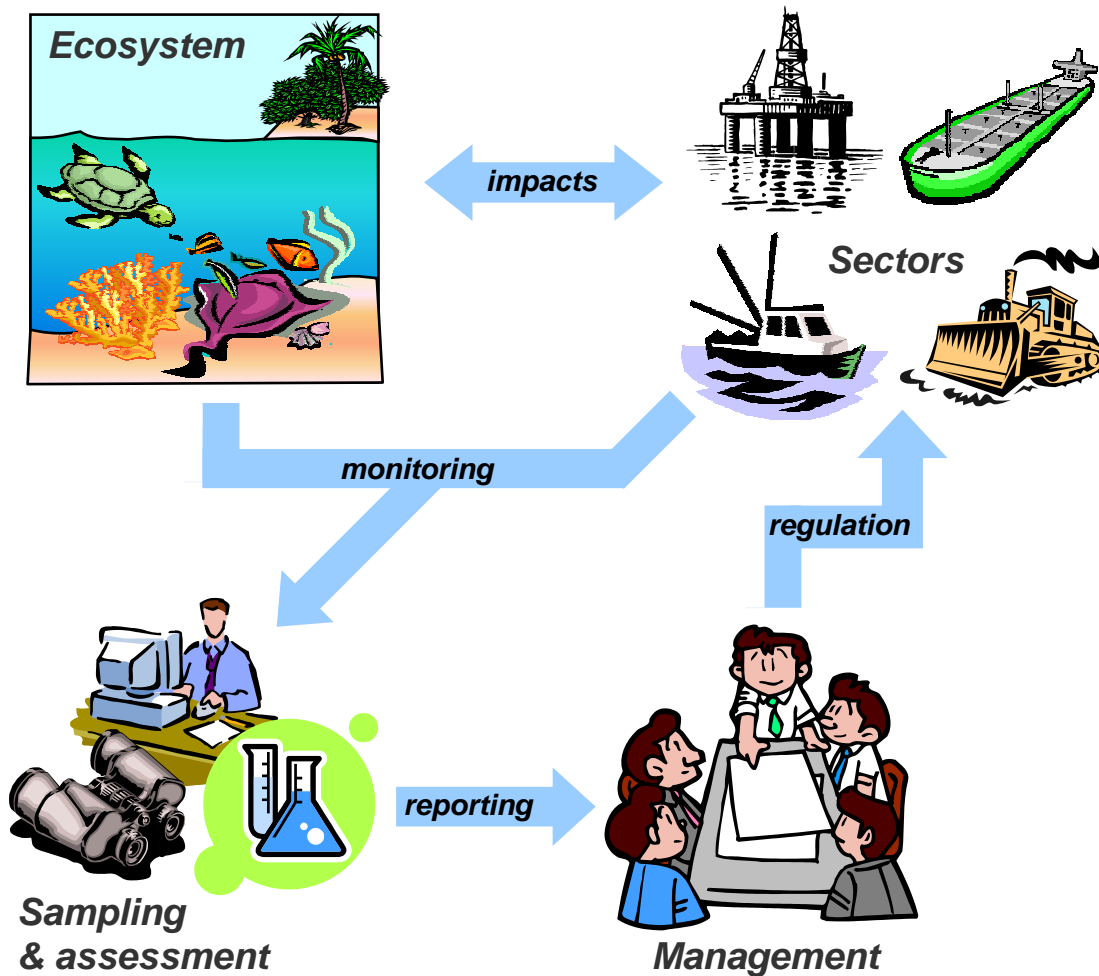 Ecosystem
impacts
Sectors
monitoring
regulation
reporting
Sampling
& assessment
Management